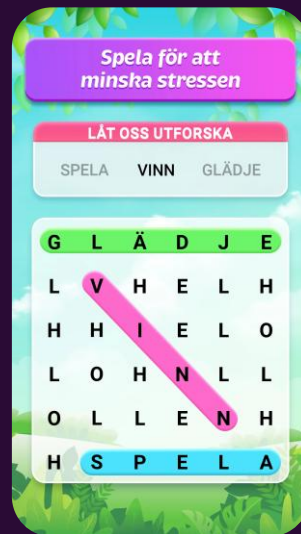 Spela för att
minska stressen
LÅT OSS UTFORSKA
SPELA VINN GLÄDJE
G L Ä D J E
L V H E L H
H H I E L O
L O H N L L
O L L E N H
H S P E L A